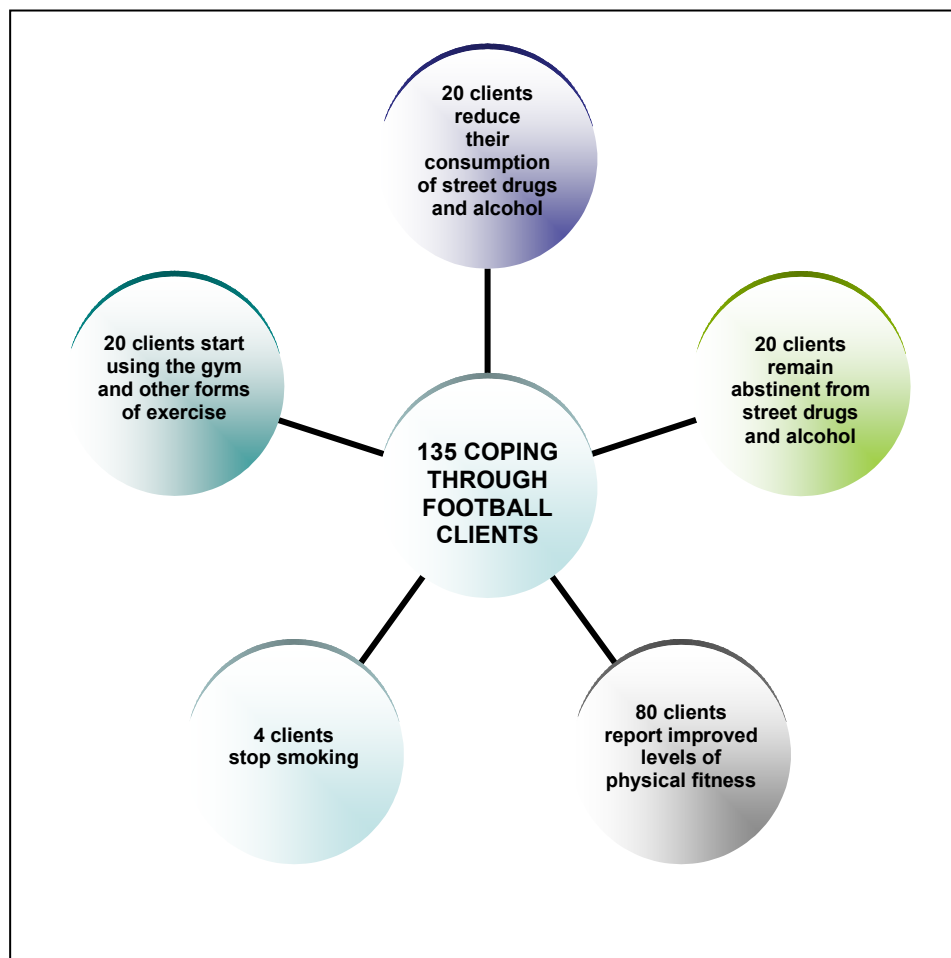 20 clients
reduce
their
consumption
of street drugs
and alcohol
20 clients start
using the gym
and other forms
of exercise
20 clients
remain
abstinent from
street drugs
and alcohol
135 COPING
THROUGH
FOOTBALL
CLIENTS
4 clients
stop smoking
80 clients
report improved
levels of
physical fitness